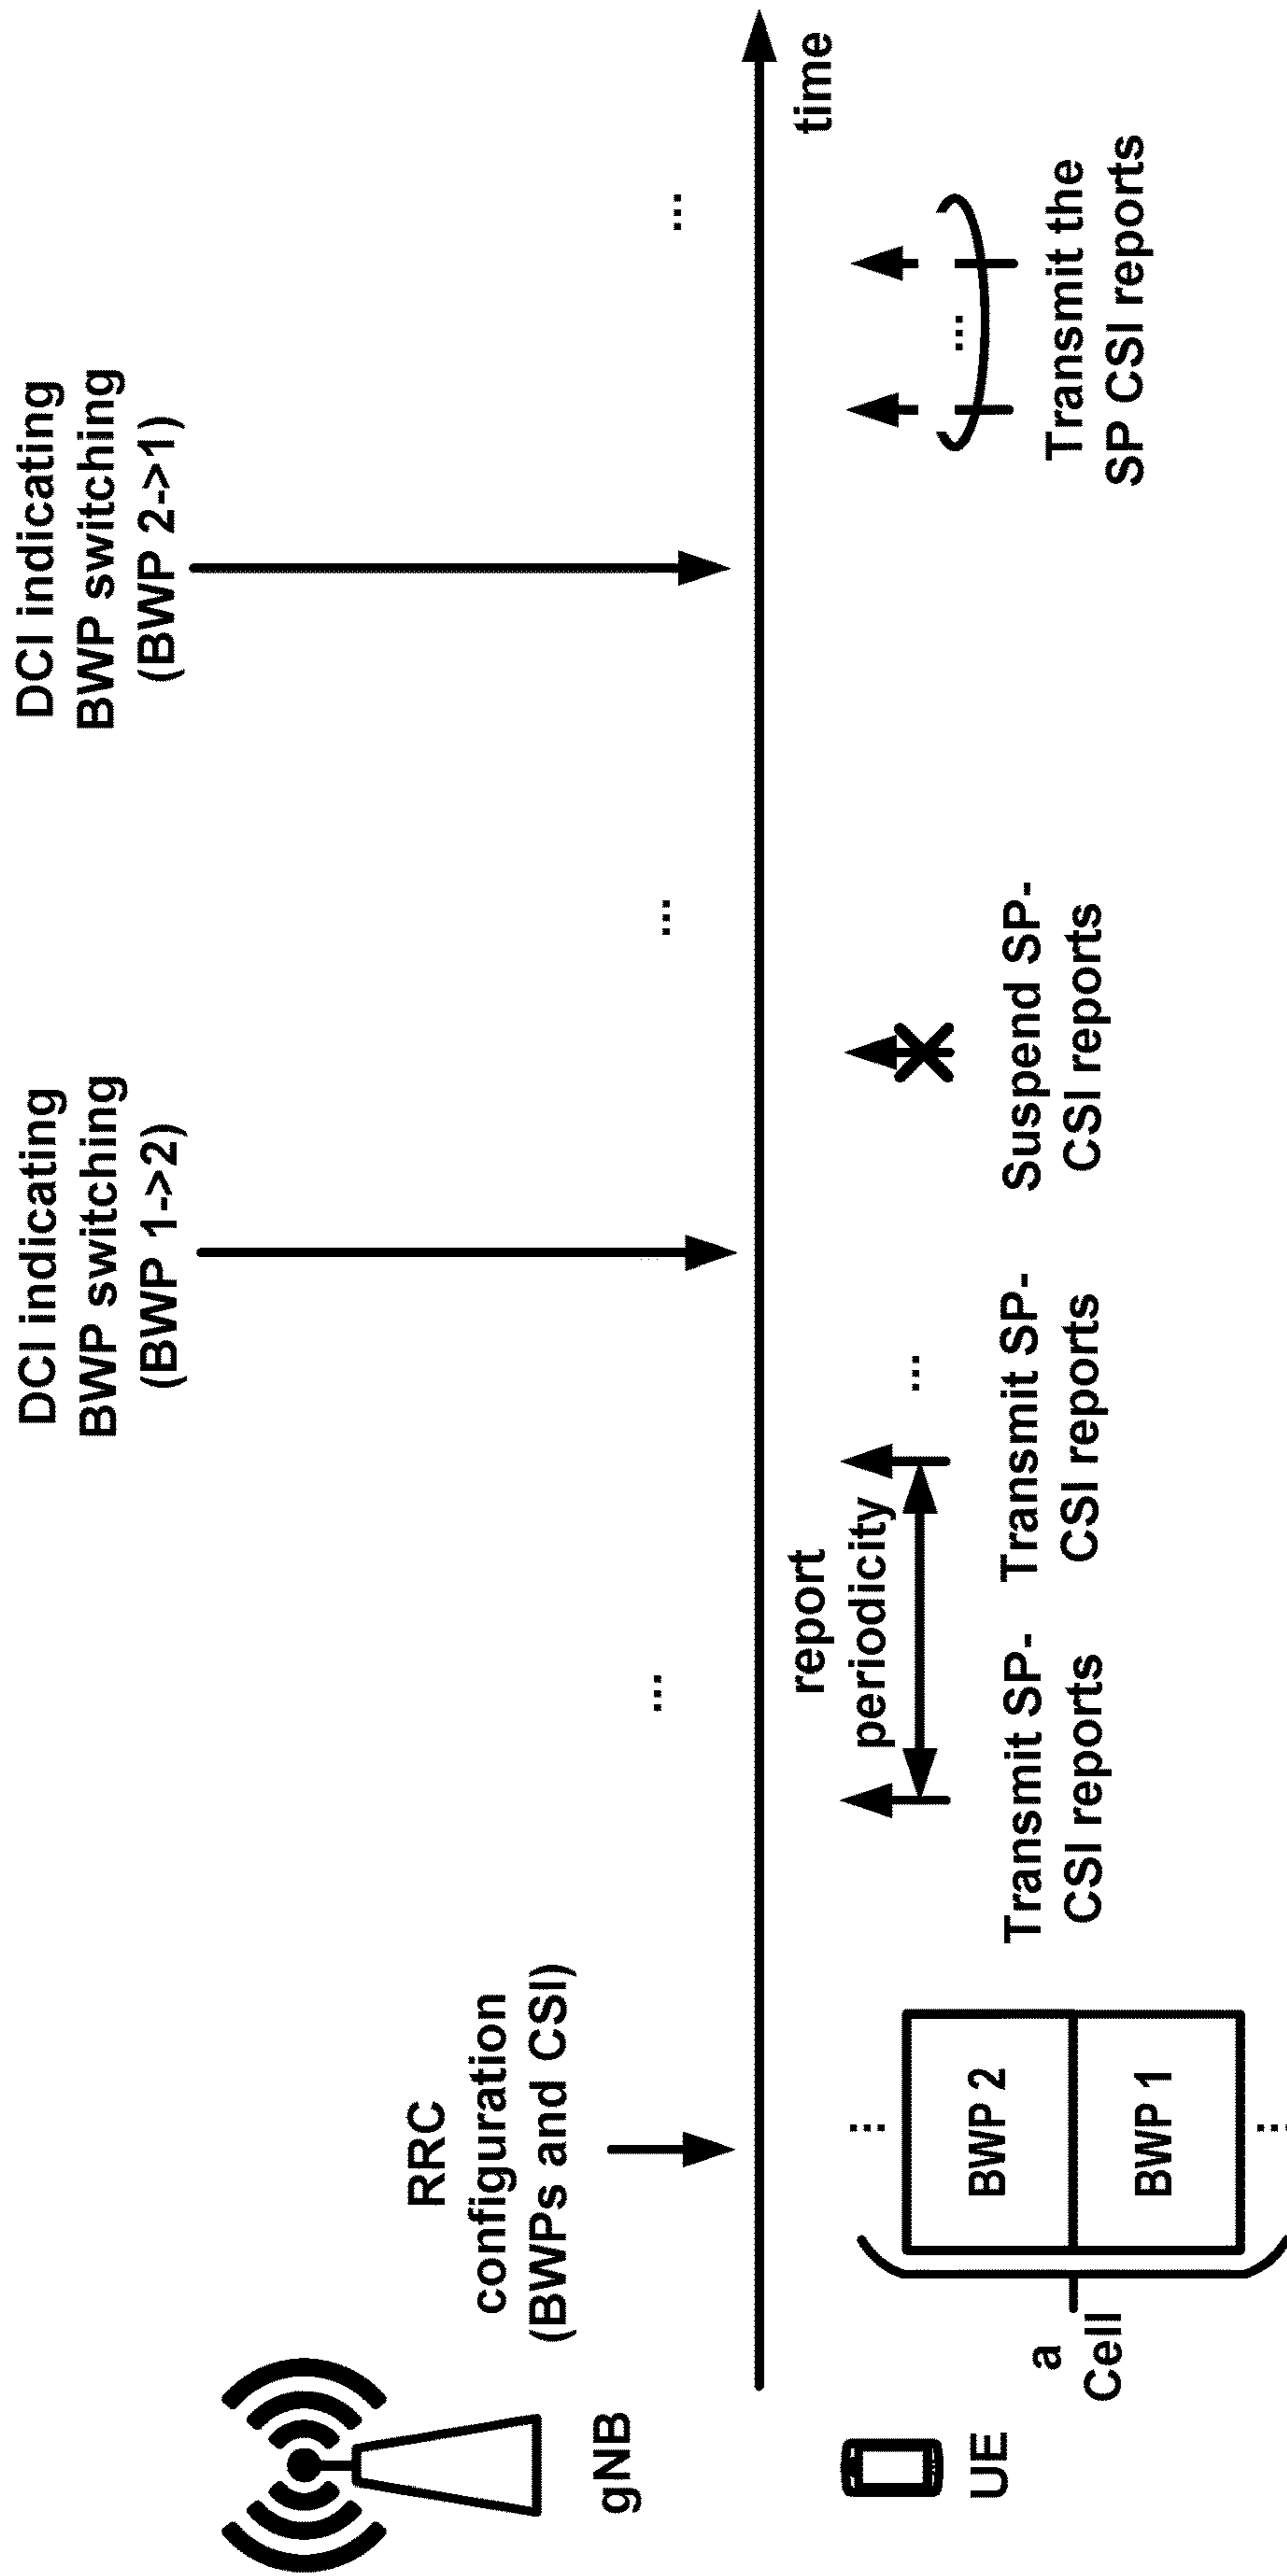 gNB
UE
RRC
configuration
(BWPs and CSI)
a
Cell
BWP 2
BWP 1
...
...
...
Transmit SP-
CSI reports
report
periodicity
Transmit SP-
CSI reports
...
DCI indicating
BWP switching
(BWP 1->2)
Suspend SP-
CSI reports
...
DCI indicating
BWP switching
(BWP 2->1)
...
Transmit the
SP CSI reports
...
time